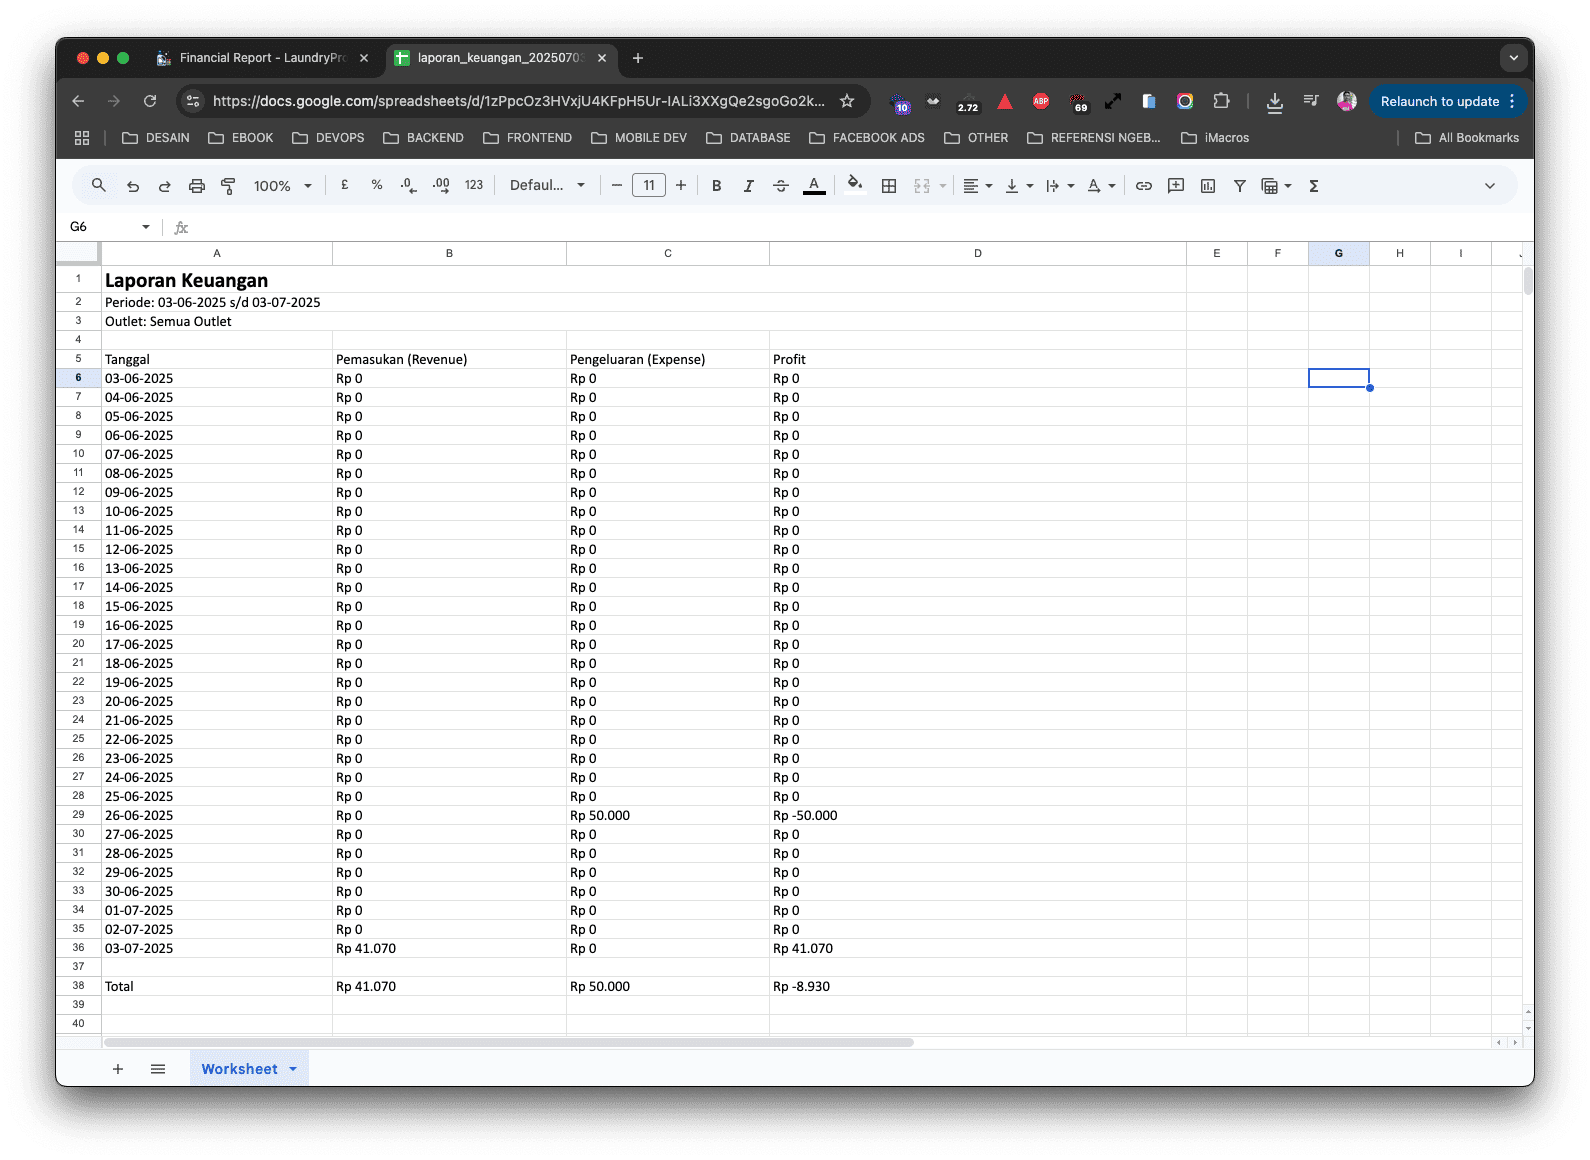 Financial Report - LaundryPro
laporan_keuangan_20250703
https://docs.google.com/spreadsheets/d/1zPpcOz3HVxjU4KFpH5Ur-IALi3XXgQe2sgoGo2k...
10
2.72
ABP
69
Relaunch to update
DESAIN
EBOOK
DEVOPS
BACKEND
FRONTEND
MOBILE DEV
DATABASE
FACEBOOK ADS
OTHER
REFERENSI NGEB...
iMacros
All Bookmarks
100%
£
%
.0
.00
123
Defaul...
11
B
I
A
A
Σ
G6
fx
A B C D E F G H I
1 Laporan Keuangan
2 Periode: 03-06-2025 s/d 03-07-2025
3 Outlet: Semua Outlet
4
5 Tanggal Pemasukan (Revenue) Pengeluaran (Expense) Profit
6 03-06-2025 Rp 0 Rp 0 Rp 0
7 04-06-2025 Rp 0 Rp 0 Rp 0
8 05-06-2025 Rp 0 Rp 0 Rp 0
9 06-06-2025 Rp 0 Rp 0 Rp 0
10 07-06-2025 Rp 0 Rp 0 Rp 0
11 08-06-2025 Rp 0 Rp 0 Rp 0
12 09-06-2025 Rp 0 Rp 0 Rp 0
13 10-06-2025 Rp 0 Rp 0 Rp 0
14 11-06-2025 Rp 0 Rp 0 Rp 0
15 12-06-2025 Rp 0 Rp 0 Rp 0
16 13-06-2025 Rp 0 Rp 0 Rp 0
17 14-06-2025 Rp 0 Rp 0 Rp 0
18 15-06-2025 Rp 0 Rp 0 Rp 0
19 16-06-2025 Rp 0 Rp 0 Rp 0
20 17-06-2025 Rp 0 Rp 0 Rp 0
21 18-06-2025 Rp 0 Rp 0 Rp 0
22 19-06-2025 Rp 0 Rp 0 Rp 0
23 20-06-2025 Rp 0 Rp 0 Rp 0
24 21-06-2025 Rp 0 Rp 0 Rp 0
25 22-06-2025 Rp 0 Rp 0 Rp 0
26 23-06-2025 Rp 0 Rp 0 Rp 0
27 24-06-2025 Rp 0 Rp 0 Rp 0
28 25-06-2025 Rp 0 Rp 0 Rp 0
29 26-06-2025 Rp 0 Rp 50.000 Rp -50.000
30 27-06-2025 Rp 0 Rp 0 Rp 0
31 28-06-2025 Rp 0 Rp 0 Rp 0
32 29-06-2025 Rp 0 Rp 0 Rp 0
33 30-06-2025 Rp 0 Rp 0 Rp 0
34 01-07-2025 Rp 0 Rp 0 Rp 0
35 02-07-2025 Rp 0 Rp 0 Rp 0
36 03-07-2025 Rp 41.070 Rp 0 Rp 41.070
37
38 Total Rp 41.070 Rp 50.000 Rp -8.930
39
40
Worksheet